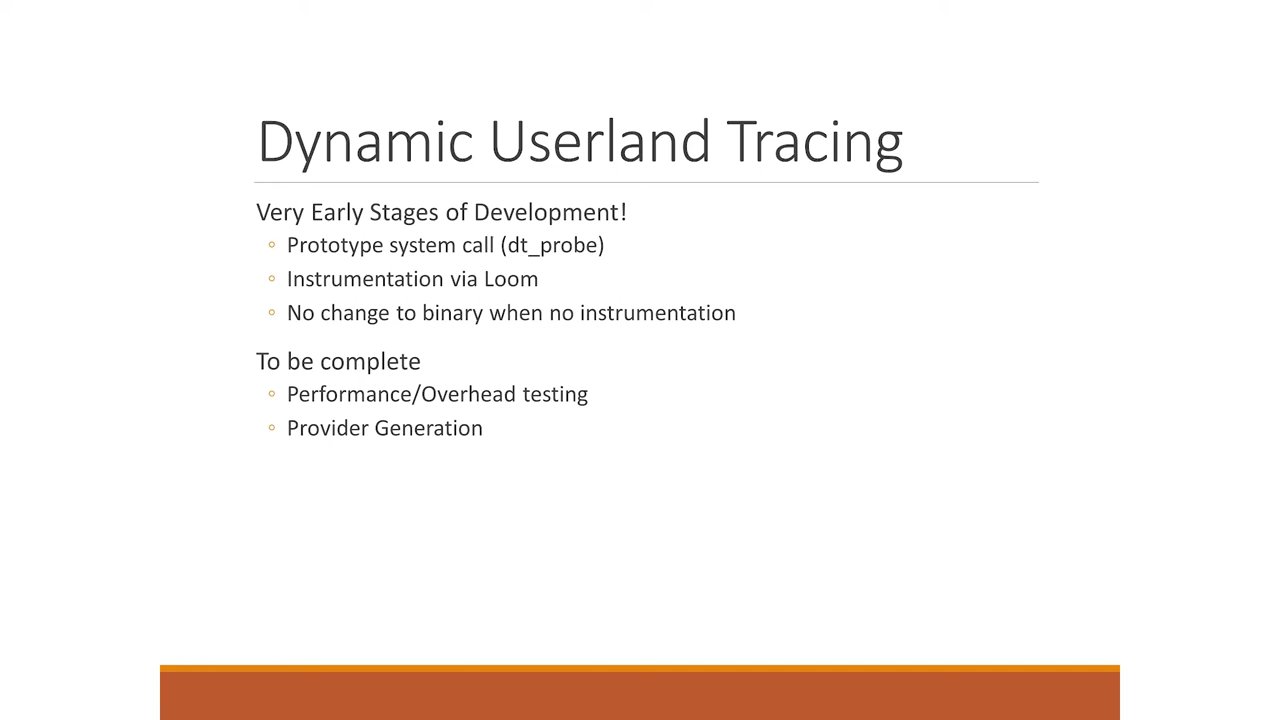 Dynamic Userland Tracing
Very Early Stages of Development!
Prototype system call (dt_probe)
Instrumentation via Loom
No change to binary when no instrumentation
To be complete
Performance/Overhead testing
Provider Generation